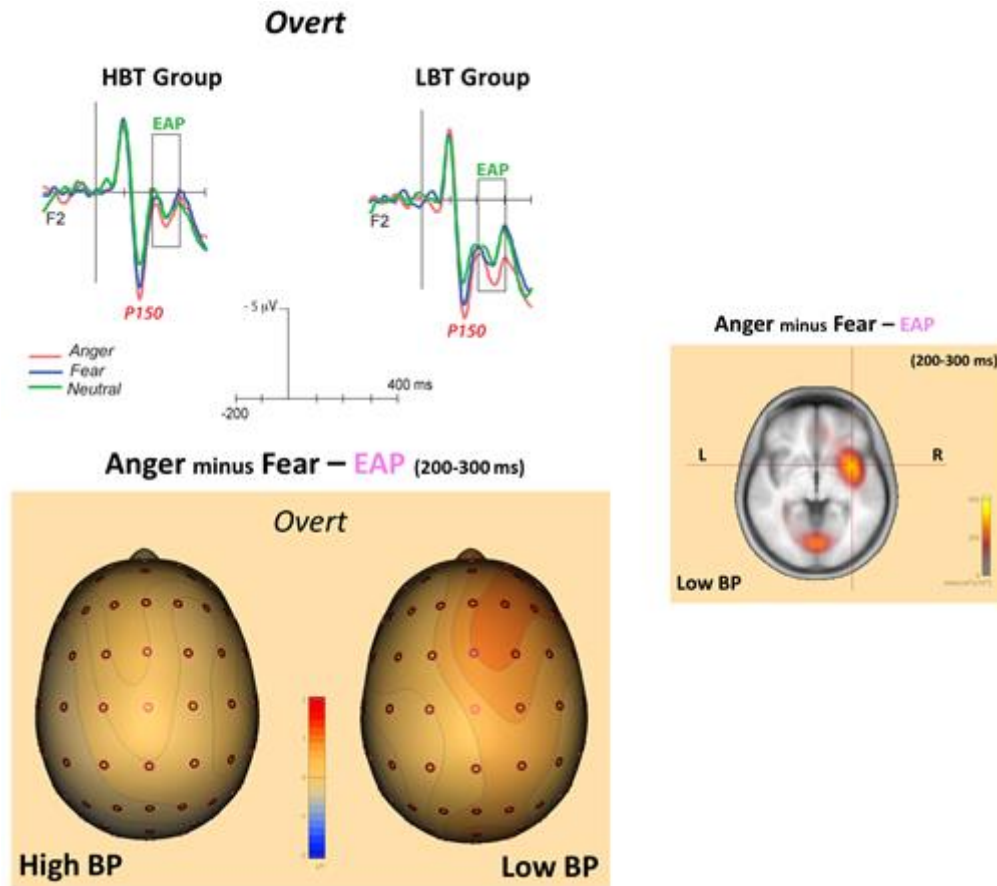 Overt
HBT Group
LBT Group
EAP
EAP
F2
F2
P150
P150
- 5 µV
Anger
Fear
Neutral
400 ms
-200
Anger minus Fear – EAP
(200-300 ms)
L
R
Low BP
Anger minus Fear – EAP (200-300 ms)
Overt
High BP
Low BP